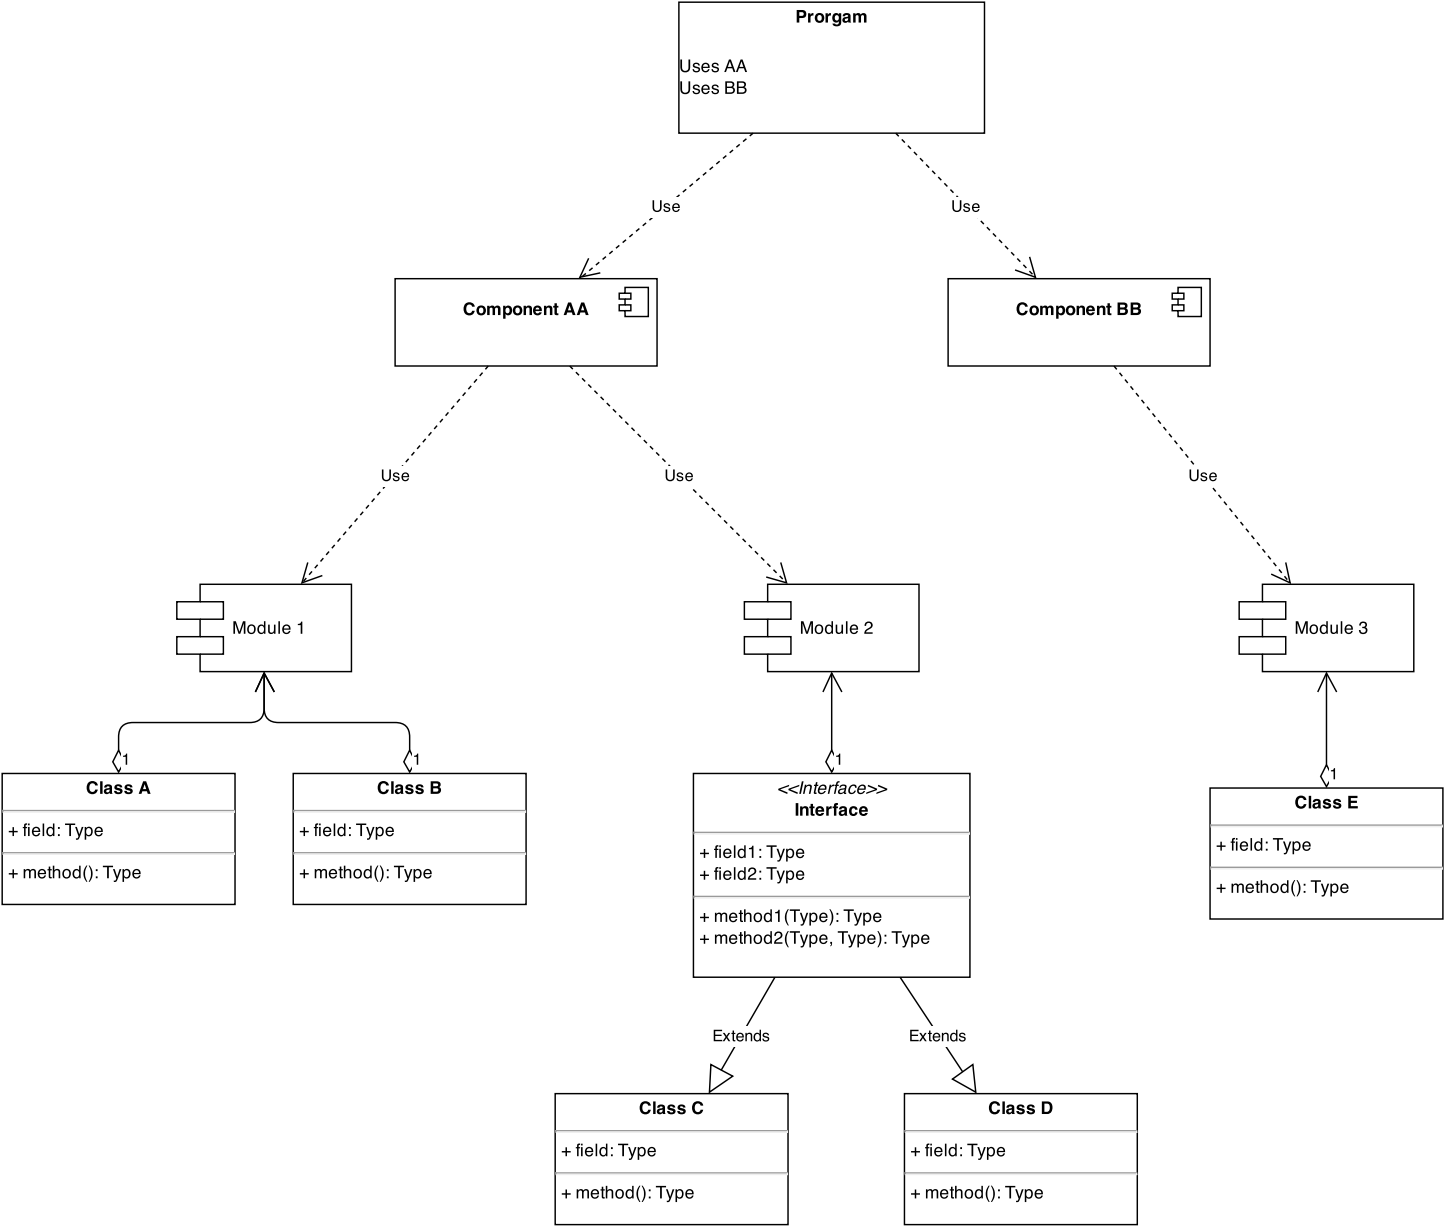 Prorgam
Uses AA
Uses BB
Use
Use
Component AA
Component BB
Use
Use
Use
Module 1
Module 2
Module 3
1
1
1
1
Class A
+ field: Type
+ method(): Type
Class B
+ field: Type
+ method(): Type
<<Interface>>
Interface
+ field1: Type
+ field2: Type
+ method1(Type): Type
+ method2(Type, Type): Type
Class E
+ field: Type
+ method(): Type
Extends
Extends
Class C
+ field: Type
+ method(): Type
Class D
+ field: Type
+ method(): Type